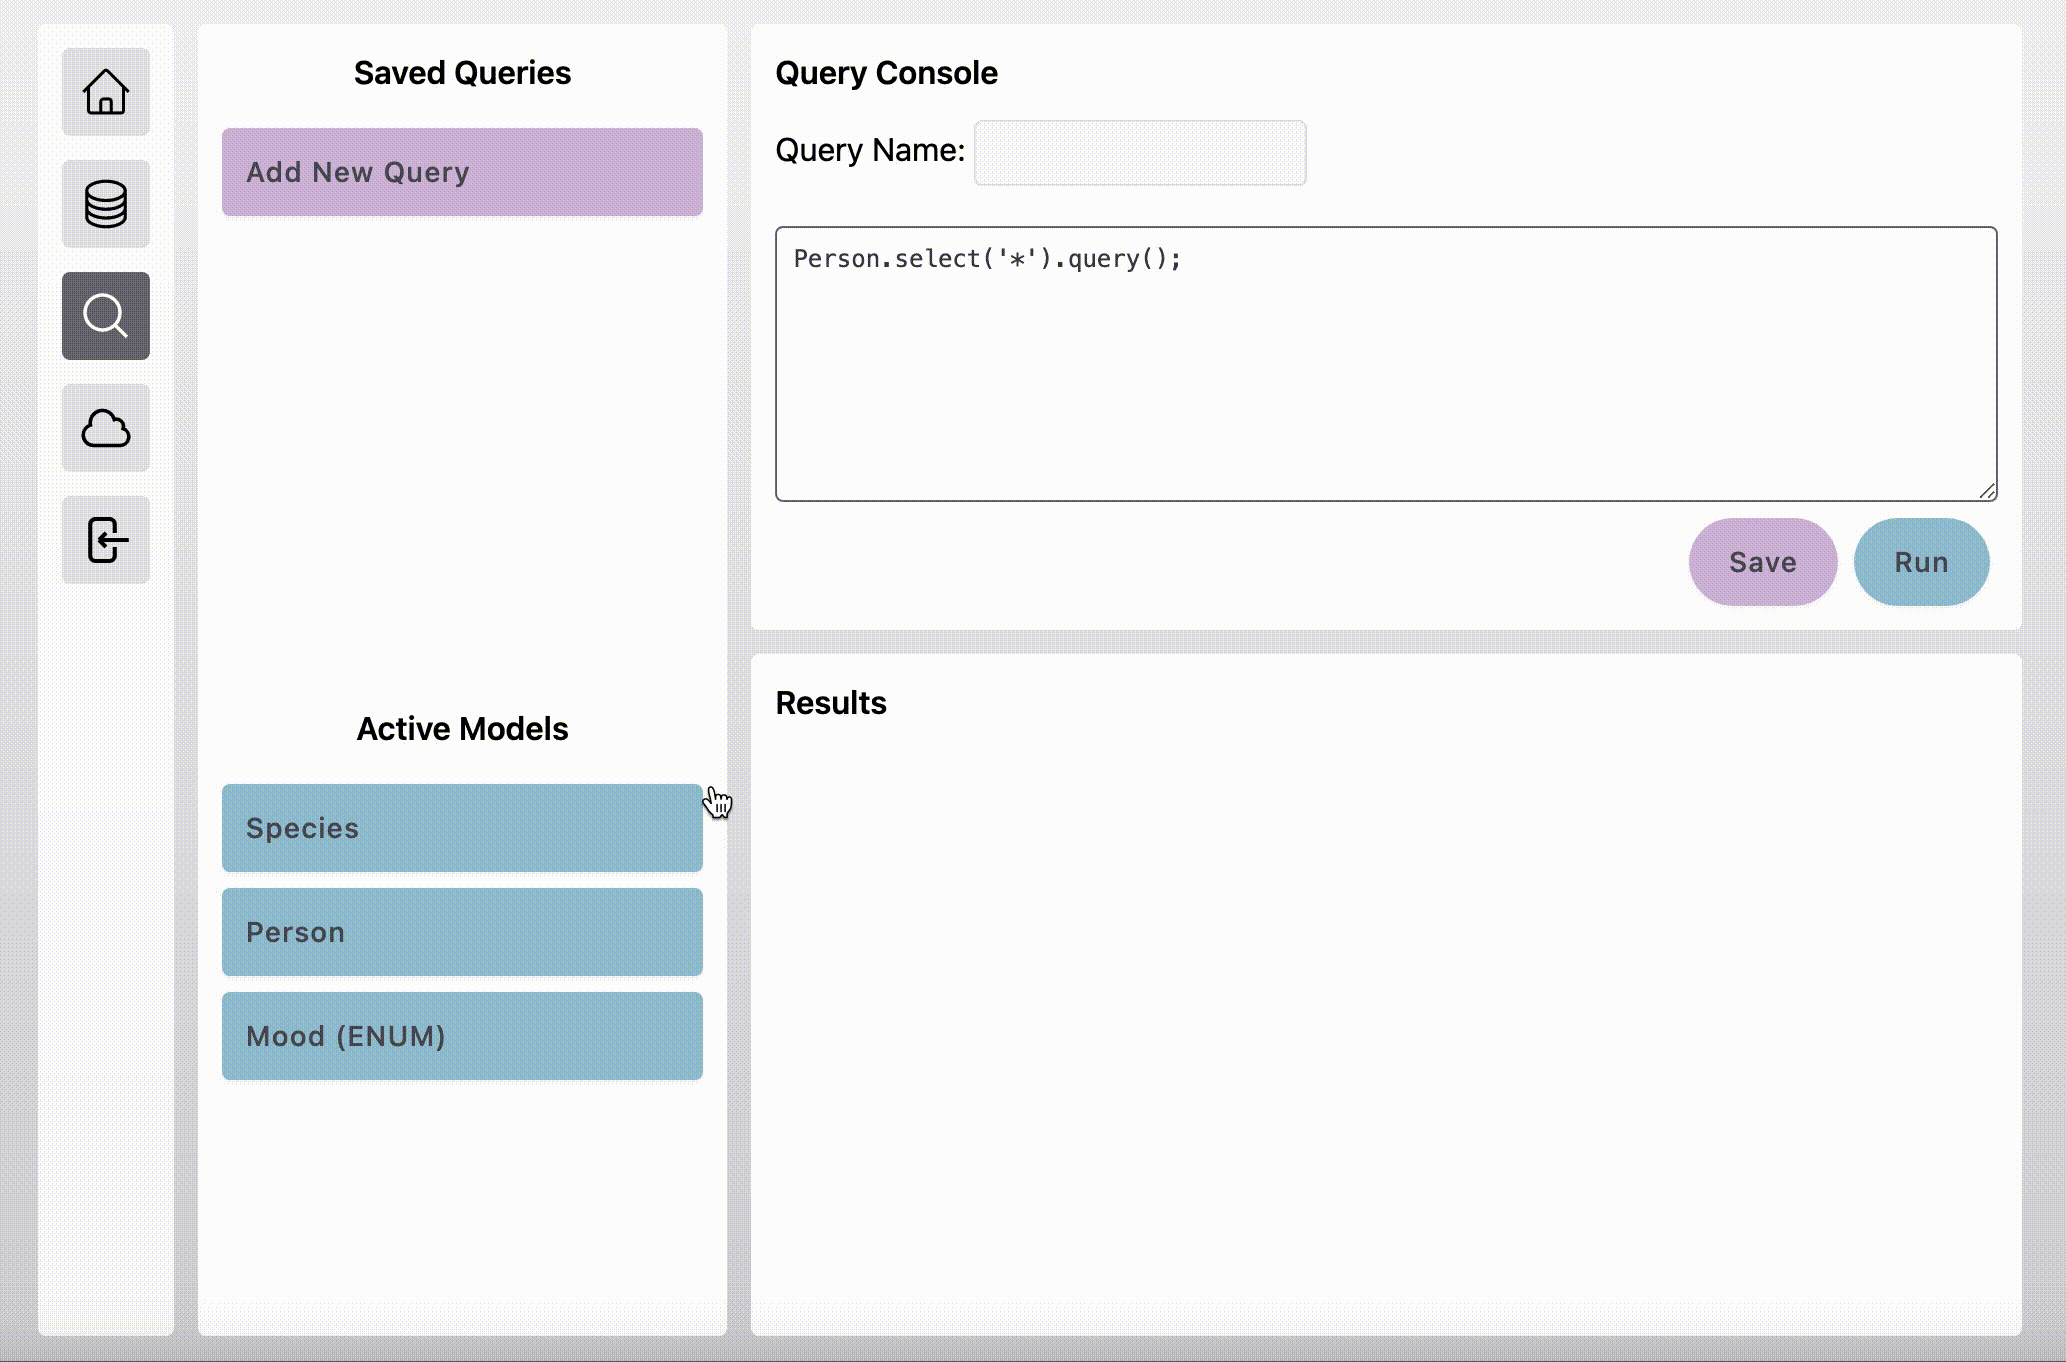 Saved Queries
Add New Query
Active Models
Species
Person
Mood (ENUM)
Query Console
Query Name:
Person.select('*').query();
Save
Run
Results